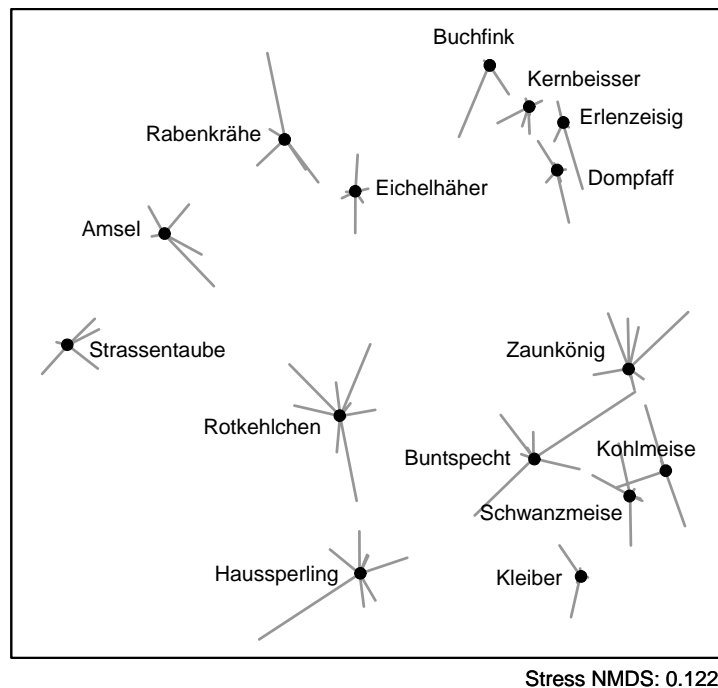 Buchfink
Kernbeisser
Erlenzeisig
Rabenkrähe
Dompfaff
Eichelhäher
Amsel
Strassentaube
Zaunkönig
Rotkehlchen
Kohlmeise
Buntspecht
Schwanzmeise
Haussperling
Kleiber
Stress NMDS: 0.122